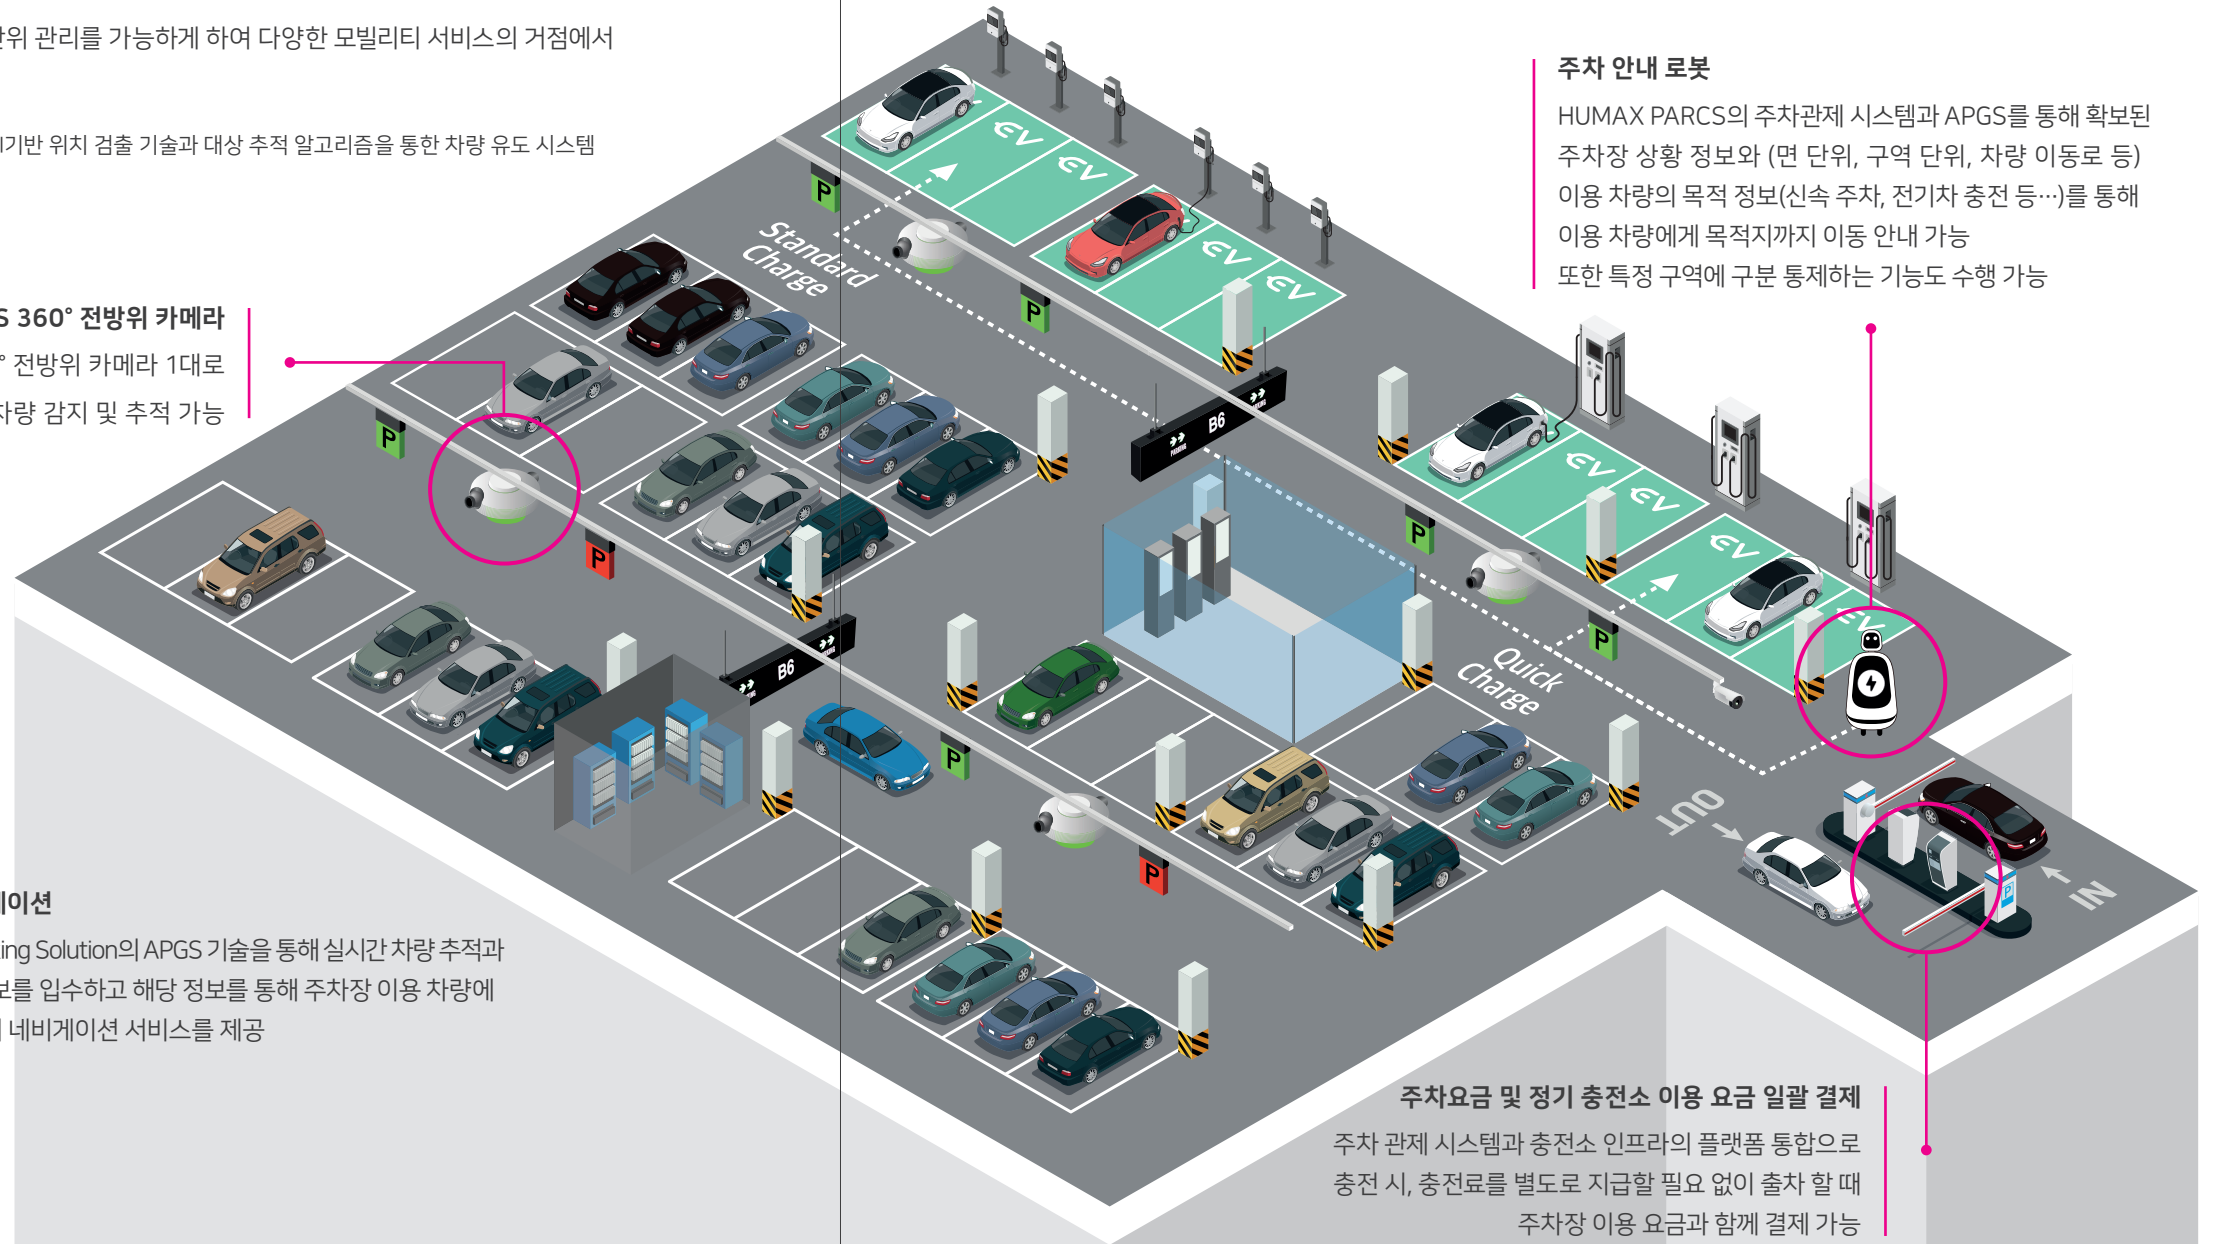 위 관리를 가능하게 하여 다양한 모빌리티 서비스의 거점에서
기반 위치 검출 기술과 대상 추적 알고리즘을 통한 차량 유도 시스템
S 360° 전방위 카메라
° 전방위 카메라 1대로
차량 감지 및 추적 가능
이션
ing Solution의 APGS 기술을 통해 실시간 차량 추적과
를 입수하고 해당 정보를 통해 주차장 이용 차량에
네비게이션 서비스를 제공
주차 안내 로봇
HUMAX PARCS의 주차관제 시스템과 APGS를 통해 확보된
주차장 상황 정보와 (면 단위, 구역 단위, 차량 이동로 등)
이용 차량의 목적 정보(신속 주차, 전기차 충전 등…)를 통해
이용 차량에게 목적지까지 이동 안내 가능
또한 특정 구역에 구분 통제하는 기능도 수행 가능
EV
EV
EV
EV
Standard
Charge
P
P
P
P
B6
PARKING
EV
EV
EV
EV
P
P
Quick
Charge
B6
P
P
OUT
IN
P
주차요금 및 정기 충전소 이용 요금 일괄 결제
주차 관제 시스템과 충전소 인프라의 플랫폼 통합으로
충전 시, 충전료를 별도로 지급할 필요 없이 출차 할 때
주차장 이용 요금과 함께 결제 가능